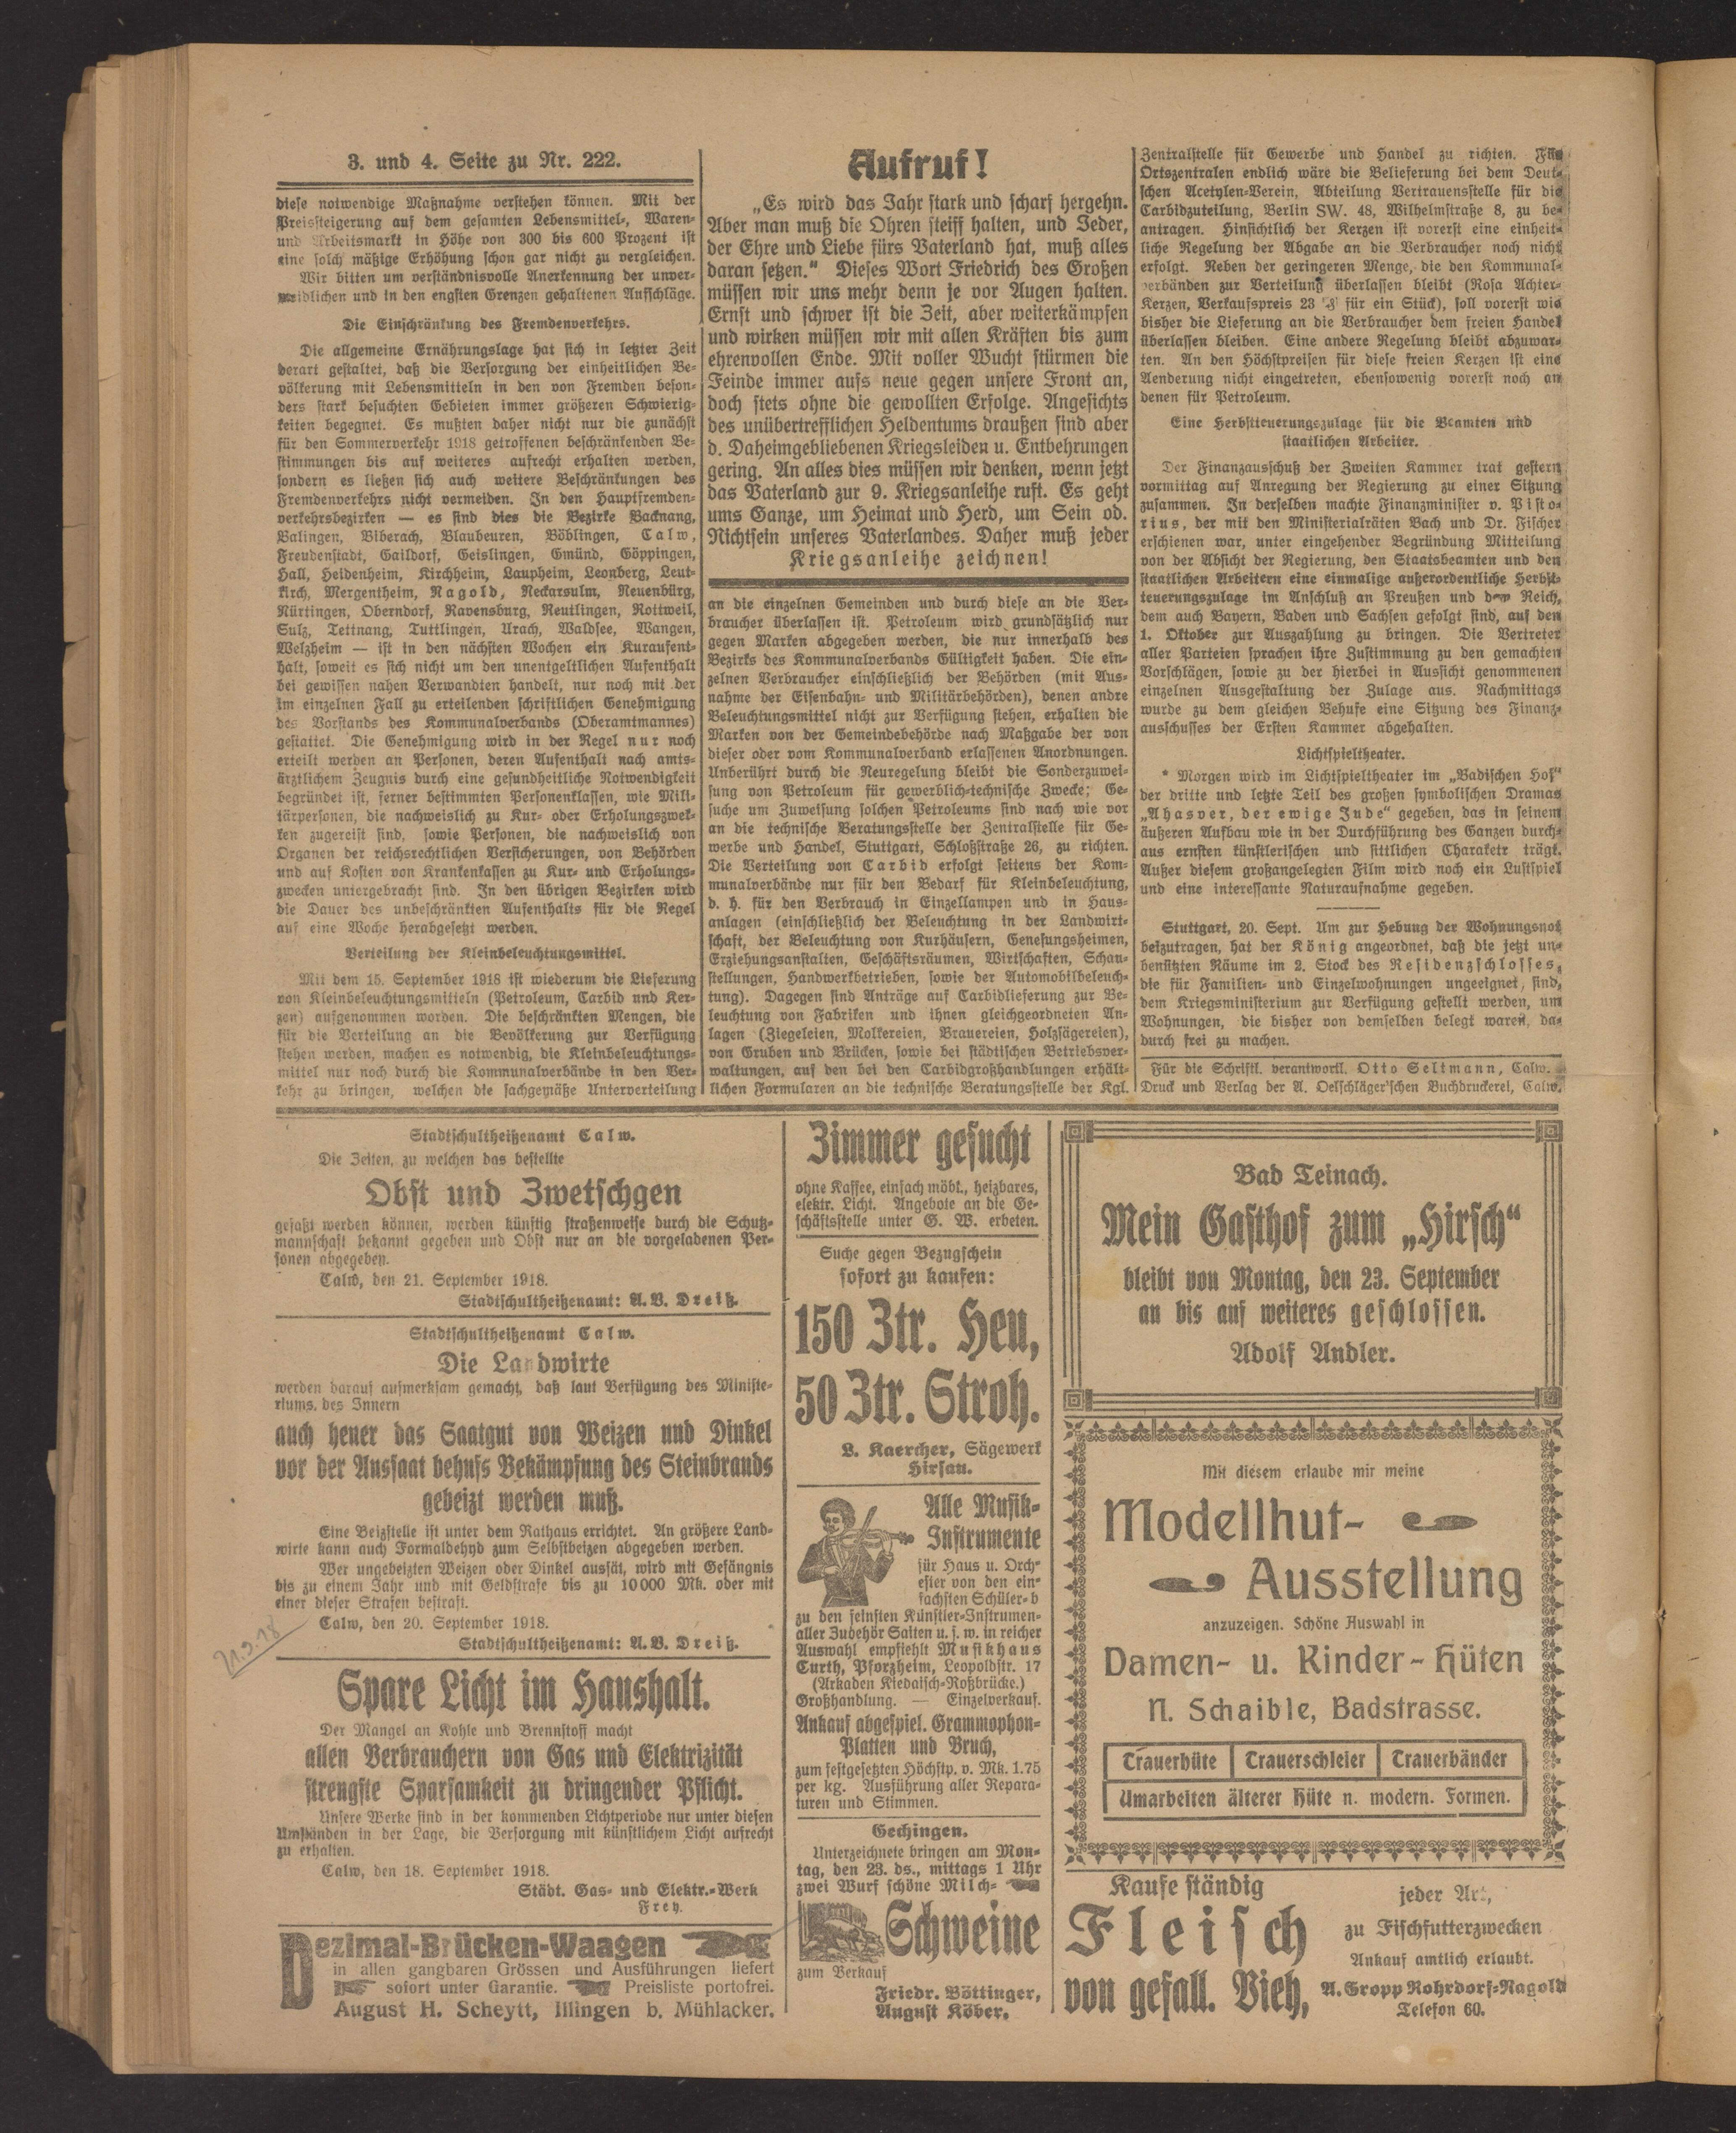 3. und 4. Seite zu Nr. 222.
diese notwendige Maßnahme verstehen können. Mit der
Preissteigerung auf dem gesamten Lebensmittel-, Waren-
und Arbeitsmarkt in Höhe von 300 bis 600 Prozent ist
eine solch mäßige Erhöhung schon gar nicht zu vergleichen.
Wir bitten um verständnisvolle Anerkennung der unver-
meidlichen und in den engsten Grenzen gehaltenen Aufschläge.
Die Einschränkung des Fremdenverkehrs.
Die allgemeine Ernährungslage hat sich in letzter Zeit
derart gestaltet, daß die Versorgung der einheitlichen Be-
völkerung mit Lebensmitteln in den von Fremden beson-
ders stark besuchten Gebieten immer größeren Schwierig-
keiten begegnet. Es mußten daher nicht nur die zunächst
für den Sommerverkehr 1918 getroffenen beschränkenden Be-
stimmungen bis auf weiteres aufrecht erhalten werden,
sondern es ließen sich auch weitere Beschränkungen des
Fremdenverkehrs nicht vermeiden. In den Hauptfremden-
verkehrsbezirken — es sind dies die Bezirke Backnang,
Balingen, Biberach, Blaubeuren, Böblingen, Calw,
Freudenstadt, Gaildorf, Geislingen, Gmünd, Göppingen,
Hall, Heidenheim, Kirchheim, Laupheim, Leonberg, Leut-
kirch, Mergentheim, Nagold, Neckarsulm, Neuenbürg,
Nürtingen, Oberndorf, Ravensburg, Reutlingen, Rottweil,
Sulz, Tettnang, Tuttlingen, Urach, Waldsee, Wangen,
Welzheim — ist in den nächsten Wochen ein Kuraufent-
halt, soweit es sich nicht um den unentgeltlichen Aufenthalt
bei gewissen nahen Verwandten handelt, nur noch mit der
im einzelnen Fall zu erteilenden schriftlichen Genehmigung
des Vorstands des Kommunalverbands (Oberamtmannes)
gestattet. Die Genehmigung wird in der Regel nur noch
erteilt werden an Personen, deren Aufenthalt nach amts-
ärztlichem Zeugnis durch eine gesundheitliche Notwendigkeit
begründet ist, ferner bestimmten Personenklassen, wie Mili-
tärpersonen, die nachweislich zu Kur- oder Erholungszwek-
ken zugereist sind, sowie Personen, die nachweislich von
Organen der reichsrechtlichen Versicherungen, von Behörden
und auf Kosten von Krankenkassen zu Kur- und Erholungs-
zwecken untergebracht sind. In den übrigen Bezirken wird
die Dauer des unbeschränkten Aufenthalts für die Regel
auf eine Woche herabgesetzt werden.
Verteilung der Kleinbeleuchtungsmittel.
Mit dem 15. September 1918 ist wiederum die Lieferung
von Kleinbeleuchtungsmitteln (Petroleum, Carbid und Ker-
zen) aufgenommen worden. Die beschränkten Mengen, die
für die Verteilung an die Bevölkerung zur Verfügung
stehen werden, machen es notwendig, die Kleinbeleuchtungs-
mittel nur noch durch die Kommunalverbände in den Ver-
kehr zu bringen, welchen die sachgemäße Unterverteilung
Aufruf!
„Es wird das Jahr stark und scharf hergehn.
Aber man muß die Ohren steiff halten, und Jeder,
der Ehre und Liebe fürs Vaterland hat, muß alles
daran setzen.“ Dieses Wort Friedrich des Großen
müssen wir uns mehr denn je vor Augen halten.
Ernst und schwer ist die Zeit, aber weiterkämpfen
und wirken müssen wir mit allen Kräften bis zum
ehrenvollen Ende. Mit voller Wucht stürmen die
Feinde immer aufs neue gegen unsere Front an,
doch stets ohne die gewollten Erfolge. Angesichts
des unübertrefflichen Heldentums draußen sind aber
d. Daheimgebliebenen Kriegsleiden u. Entbehrungen
gering. An alles dies müssen wir denken, wenn jetzt
das Vaterland zur 9. Kriegsanleihe ruft. Es geht
ums Ganze, um Heimat und Herd, um Sein od.
Nichtsein unseres Vaterlandes. Daher muß jeder
Kriegsanleihe zeichnen!
an die einzelnen Gemeinden und durch diese an die Ver-
braucher überlassen ist. Petroleum wird grundsätzlich nur
gegen Marken abgegeben werden, die nur innerhalb des
Bezirks des Kommunalverbands Gültigkeit haben. Die ein-
zelnen Verbraucher einschließlich der Behörden (mit Aus-
nahme der Eisenbahn- und Militärbehörden), denen andre
Beleuchtungsmittel nicht zur Verfügung stehen, erhalten die
Marken von der Gemeindebehörde nach Maßgabe der von
dieser oder vom Kommunalverband erlassenen Anordnungen.
Unberührt durch die Neuregelung bleibt die Sonderzuwei-
sung von Petroleum für gewerblich-technische Zwecke; Ge-
suche um Zuweisung solchen Petroleums sind nach wie vor
an die technische Beratungsstelle der Zentralstelle für Ge-
werbe und Handel, Stuttgart, Schloßstraße 26, zu richten.
Die Verteilung von Carbid erfolgt seitens der Kom-
munalverbände nur für den Bedarf für Kleinbeleuchtung,
d. h. für den Verbrauch in Einzellampen und in Haus-
anlagen (einschließlich der Beleuchtung in der Landwirt-
schaft, der Beleuchtung von Kurhäusern, Genesungsheimen,
Erziehungsanstalten, Geschäftsräumen, Wirtschaften, Schau-
stellungen, Handwerkbetrieben, sowie der Automobilbeleuch-
tung). Dagegen sind Anträge auf Carbidlieferung zur Be-
leuchtung von Fabriken und ihnen gleichgeordneten An-
lagen (Ziegeleien, Molkereien, Brauereien, Holzsägereien),
von Gruben und Brücken, sowie bei städtischen Betriebsver-
waltungen, auf den bei den Carbidgroßhandlungen erhält-
lichen Formularen an die technische Beratungsstelle der Kgl.
Zentralstelle für Gewerbe und Handel zu richten. Für
Ortszentralen endlich wäre die Belieferung bei dem Deut-
schen Acetylen-Verein, Abteilung Vertrauensstelle für die
Carbidzuteilung, Berlin SW. 48, Wilhelmstraße 8, zu be-
antragen. Hinsichtlich der Kerzen ist vorerst eine einheit-
liche Regelung der Abgabe an die Verbraucher noch nicht
erfolgt. Neben der geringeren Menge, die den Kommunal-
verbänden zur Verteilung überlassen bleibt (Rosa Achter-
Kerzen, Verkaufspreis 23 ₰ für ein Stück), soll vorerst wie
bisher die Lieferung an die Verbraucher dem freien Handel
überlassen bleiben. Eine andere Regelung bleibt abzuwar-
ten. An den Höchstpreisen für diese freien Kerzen ist eine
Aenderung nicht eingetreten, ebensowenig vorerst noch an
denen für Petroleum.
Eine Herbstteuerungszulage für die Beamten und
staatlichen Arbeiter.
Der Finanzausschuß der Zweiten Kammer trat gestern
vormittag auf Anregung der Regierung zu einer Sitzung
zusammen. In derselben machte Finanzminister v. Pisto-
rius, der mit den Ministerialräten Bach und Dr. Fischer
erschienen war, unter eingehender Begründung Mitteilung
von der Absicht der Regierung, den Staatsbeamten und den
staatlichen Arbeitern eine einmalige außerordentliche Herbst-
teuerungszulage im Anschluß an Preußen und dem Reich,
dem auch Bayern, Baden und Sachsen gefolgt sind, auf den
1. Oktober zur Auszahlung zu bringen. Die Vertreter
aller Parteien sprachen ihre Zustimmung zu den gemachten
Vorschlägen, sowie zu der hierbei in Aussicht genommenen
einzelnen Ausgestaltung der Zulage aus. Nachmittags
wurde zu dem gleichen Behufe eine Sitzung des Finanz-
ausschusses der Ersten Kammer abgehalten.
Lichtspieltheater.
* Morgen wird im Lichtspieltheater im „Badischen Hof“
der dritte und letzte Teil des großen symbolischen Dramas
„Ahasver, der ewige Jude“ gegeben, das in seinem
äußeren Aufbau wie in der Durchführung des Ganzen durch-
aus ernsten künstlerischen und sittlichen Charaketr trägt.
Außer diesem großangelegten Film wird noch ein Lustspiel
und eine interessante Naturaufnahme gegeben.
Stuttgart, 20. Sept. Um zur Hebung der Wohnungsnot
beizutragen, hat der König angeordnet, daß die jetzt un-
benützten Räume im 2. Stock des Residenzschlosses,
die für Familien- und Einzelwohnungen ungeeignet sind,
dem Kriegsministerium zur Verfügung gestellt werden, um
Wohnungen, die bisher von demselben belegt waren, da-
durch frei zu machen.
Für die Schriftl. verantwortl. Otto Seltmann, Calw.
Druck und Verlag der A. Oelschläger'schen Buchdruckerei, Calw.
Stadtschultheißenamt Calw.
Die Zeiten, zu welchen das bestellte
Obst und Zwetschgen
gefaßt werden können, werden künftig straßenweise durch die Schutz-
mannschaft bekannt gegeben und Obst nur an die vorgeladenen Per-
sonen abgegeben.
Calw, den 21. September 1918.
Stadtschultheißenamt: A.V. Dreiß.
Stadtschultheißenamt Calw.
Die Landwirte
werden darauf aufmerksam gemacht, daß laut Verfügung des Ministe-
riums des Innern
auch heuer das Saatgut von Weizen und Dinkel
vor der Aussaat behufs Bekämpfung des Steinbrands
gebeizt werden muß.
Eine Beizstelle ist unter dem Rathaus errichtet. An größere Land-
wirte kann auch Formaldehyd zum Selbstbeizen abgegeben werden.
Wer ungebeizten Weizen oder Dinkel aussät, wird mit Gefängnis
bis zu einem Jahr und mit Geldstrafe bis zu 10000 Mk. oder mit
einer dieser Strafen bestraft.
Calw, den 20. September 1918.
Stadtschultheißenamt: A.V. Dreiß.
21.9.18
Spare Licht im Haushalt.
Der Mangel an Kohle und Brennstoff macht
allen Verbrauchern von Gas und Elektrizität
strengste Sparsamkeit zu dringender Pflicht.
Unsere Werke sind in der kommenden Lichtperiode nur unter diesen
Umständen in der Lage, die Versorgung mit künstlichem Licht aufrecht
zu erhalten.
Calw, den 18. September 1918.
Städt. Gas- und Elektr.-Werk
Frey.
Dezimal-Brücken-Waagen
in allen gangbaren Grössen und Ausführungen liefert
sofort unter Garantie. Preisliste portofrei.
August H. Scheytt, Illingen b. Mühlacker.
Zimmer gesucht
ohne Kaffee, einfach möbl., heizbares,
elektr. Licht. Angebote an die Ge-
schäftsstelle unter G. W. erbeten.
Suche gegen Bezugschein
sofort zu kaufen:
150 Ztr. Heu,
50 Ztr. Stroh.
L. Kaercher, Sägewerk
Hirsau.
Alle Musik-
Instrumente
für Haus u. Orch-
ester von den ein-
fachsten Schüler- b
zu den feinsten Künstler-Instrumen-
aller Zubehör Saiten u. s. w. in reicher
Auswahl empfiehlt Musikhaus
Curth, Pforzheim, Leopoldstr. 17
(Arkaden Kiedaisch-Roßbrücke.)
Großhandlung. — Einzelverkauf.
Ankauf abgespiel. Grammophon-
Platten und Bruch,
zum festgesetzten Höchstp. v. Mk. 1.75
per kg. Ausführung aller Repara-
turen und Stimmen.
Gechingen.
Unterzeichnete bringen am Mon-
tag, den 23. ds., mittags 1 Uhr
zwei Wurf schöne Milch-
Schweine
zum Verkauf
Friedr. Böttinger,
August Köber.
Bad Teinach.
Mein Gasthof zum „Hirsch“
bleibt von Montag, den 23. September
an bis auf weiteres geschlossen.
Adolf Andler.
Mit diesem erlaube mir meine
Modellhut-
Ausstellung
anzuzeigen. Schöne Auswahl in
Damen- u. Kinder-Hüten
N. Schaible, Badstrasse.
Trauerhüte Trauerschleier Trauerbänder
Umarbeiten älterer Hüte n. modern. Formen.
Kaufe ständig
Fleisch
von gefall. Vieh,
jeder Art,
zu Fischfutterzwecken
Ankauf amtlich erlaubt.
A. Gropp Rohrdorf-Nagold
Telefon 60.